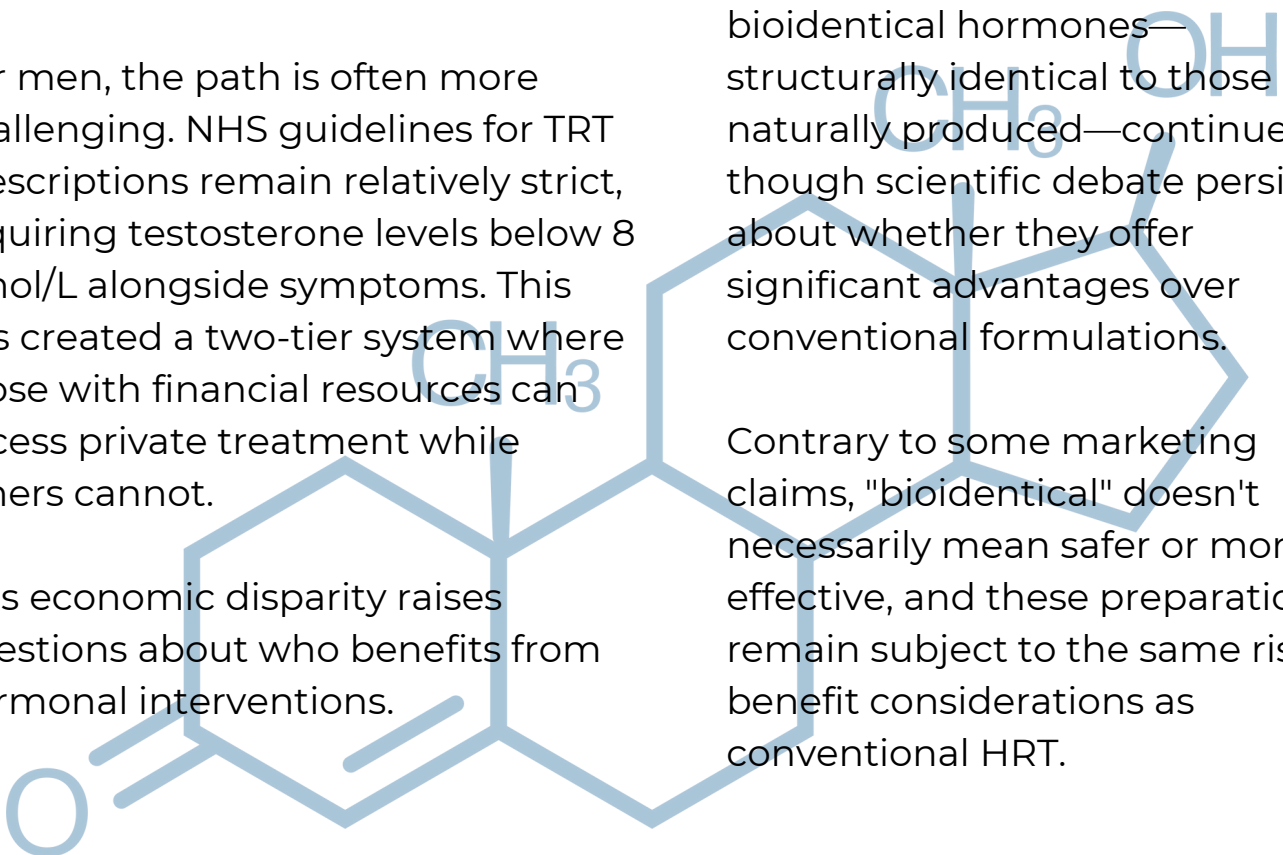 r men, the path is often more
allenging. NHS guidelines for TRT
escriptions remain relatively strict,
quiring testosterone levels below 8
nol/L alongside symptoms. This
s created a two-tier system where
ose with financial resources can
cess private treatment while
hers cannot.
s economic disparity raises
estions about who benefits from
rmonal interventions.
bioidentical hormones—
structurally identical to those
naturally produced—continue
though scientific debate persi
about whether they offer
significant advantages over
conventional formulations.
Contrary to some marketing
claims, "bioidentical" doesn't
necessarily mean safer or mor
effective, and these preparatio
remain subject to the same ris
benefit considerations as
conventional HRT.
OH
CH3
CH3
O